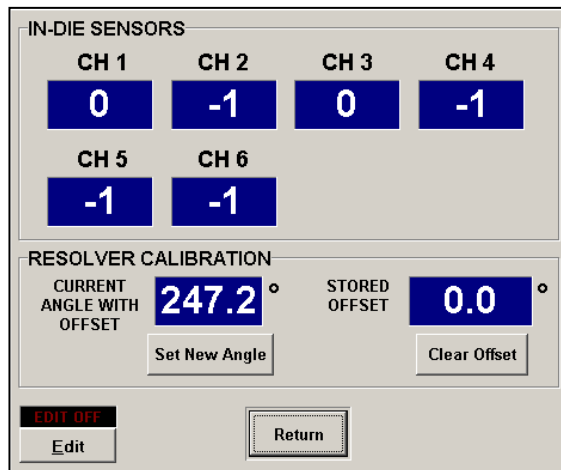 IN-DIE SENSORS
CH 1 CH 2 CH 3 CH 4
0 -1 0 -1
CH 5 CH 6
-1 -1
RESOLVER CALIBRATION
CURRENT ANGLE WITH OFFSET 247.2 ° STORED OFFSET 0.0 °
Set New Angle Clear Offset
EDIT OFF
Edit Return